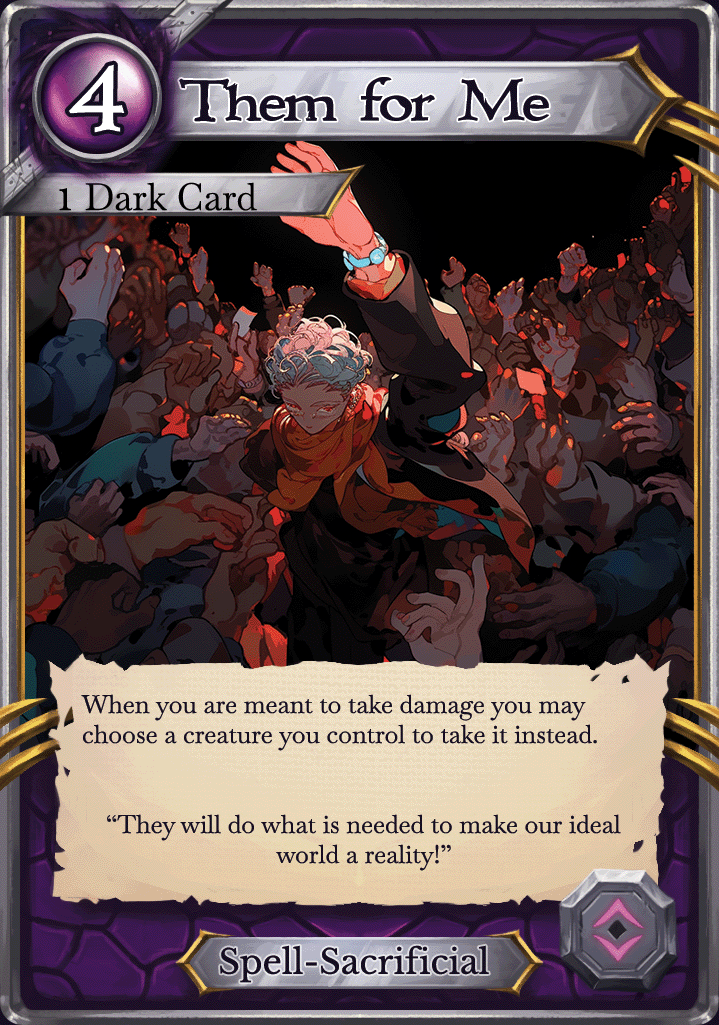 4
Them for Me
1 Dark Card
When you are meant to take damage you may
choose a creature you control to take it instead.
“They will do what is needed to make our ideal
world a reality!”
Spell-Sacrificial